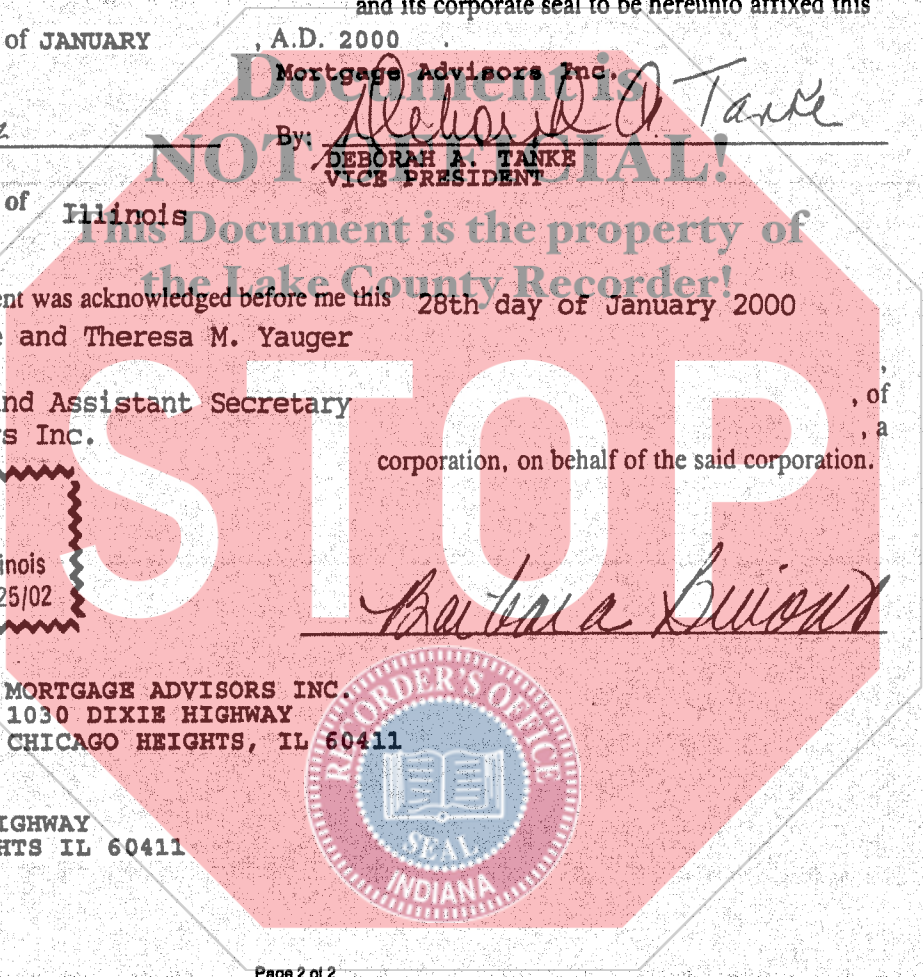 and its corporate seal to be hereunto affixed this
of JANUARY , A.D. 2000 .
Document is
Mortgage Advisors Inc.
Deborah A Tanke
By:
NOT OFFICIAL!
DEBORAH A. TANKE
VICE PRESIDENT
of Illinois
This Document is the property of
the Lake County Recorder!
ent was acknowledged before me this 28th day of January 2000
e and Theresa M. Yauger
,
nd Assistant Secretary , of
s Inc. , a
corporation, on behalf of the said corporation.
STOP
inois
25/02
Barbara
MORTGAGE ADVISORS INC.
1030 DIXIE HIGHWAY
CHICAGO HEIGHTS, IL 60411
RECORDER'S OFFICE
SEAL
INDIANA
IGHWAY
HTS IL 60411
Page 2 of 2